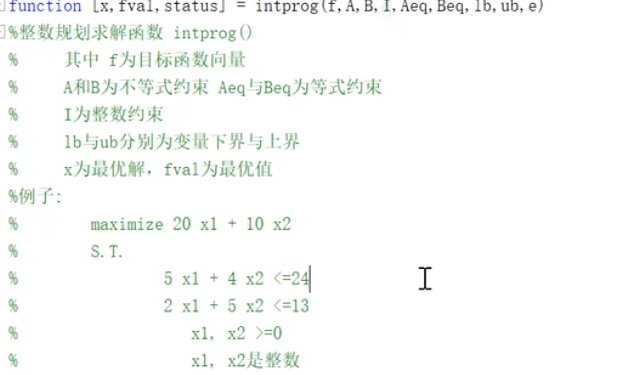 function [x,fval,status] = intprog(f,A,B,I,Aeq,Beq,lb,ub,e)
%整数规划求解函数 intprog()
% 其中 f为目标函数向量
% A和B为不等式约束 Aeq与Beq为等式约束
% I为整数约束
% lb与ub分别为变量下界与上界
% x为最优解，fval为最优值
%例子:
% maximize 20 x1 + 10 x2
% S.T.
% 5 x1 + 4 x2 <=24
% 2 x1 + 5 x2 <=13
% x1, x2 >=0
% x1, x2是整数